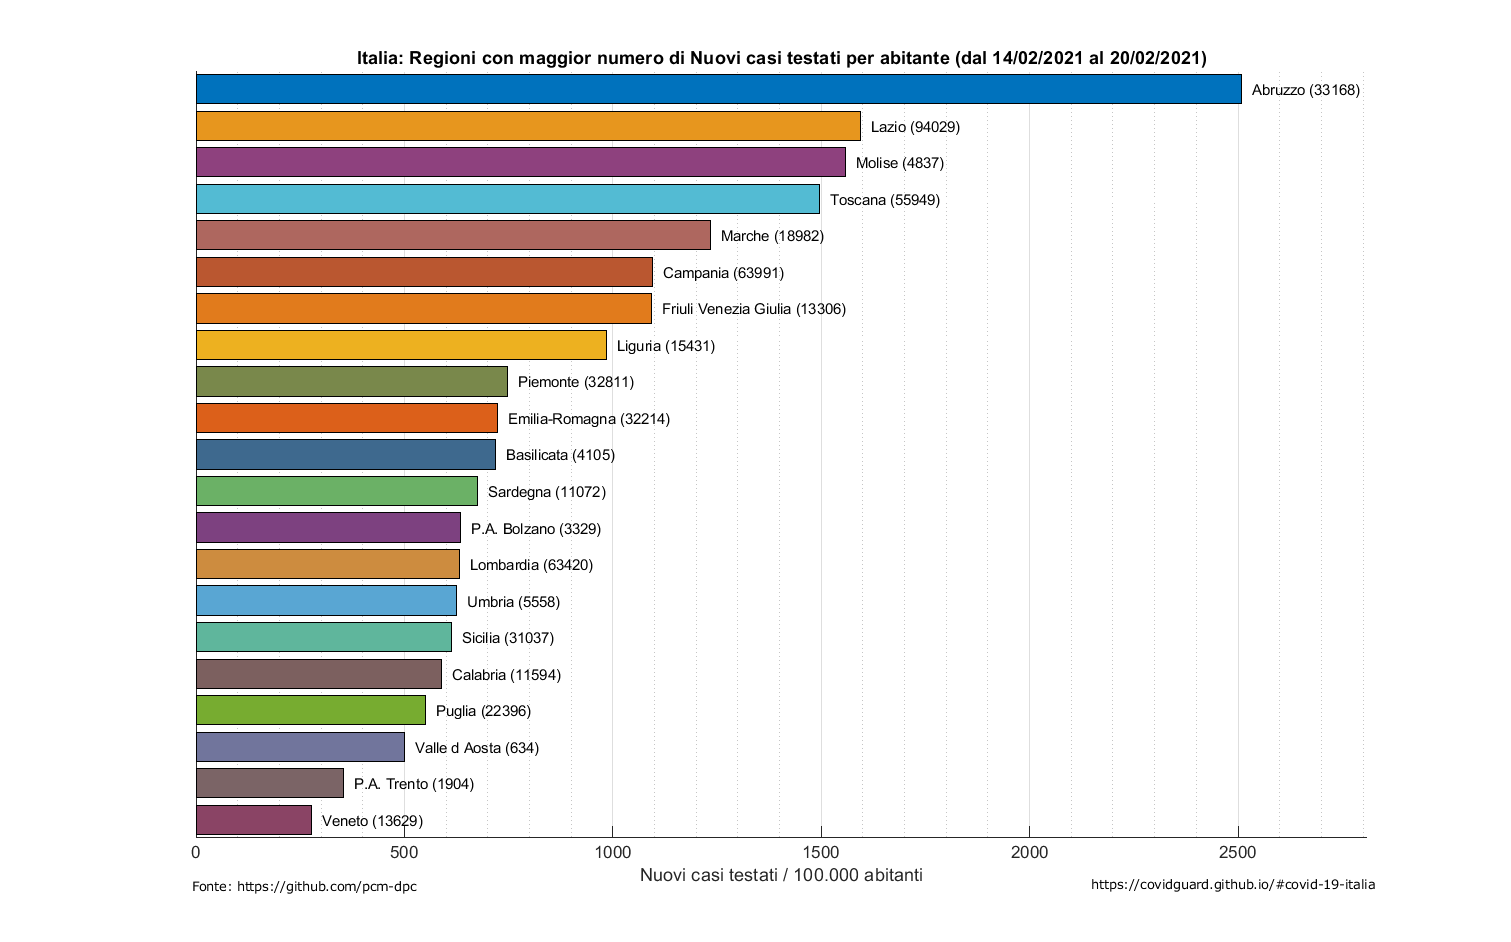 Italia: Regioni con maggior numero di Nuovi casi testati per abitante (dal 14/02/2021 al 20/02/2021)
Abruzzo (33168)
Lazio (94029)
Molise (4837)
Toscana (55949)
Marche (18982)
Campania (63991)
Friuli Venezia Giulia (13306)
Liguria (15431)
Piemonte (32811)
Emilia-Romagna (32214)
Basilicata (4105)
Sardegna (11072)
P.A. Bolzano (3329)
Lombardia (63420)
Umbria (5558)
Sicilia (31037)
Calabria (11594)
Puglia (22396)
Valle d Aosta (634)
P.A. Trento (1904)
Veneto (13629)
0 500 1000 1500 2000 2500
Nuovi casi testati / 100.000 abitanti
Fonte: https://github.com/pcm-dpc
https://covidguard.github.io/#covid-19-italia